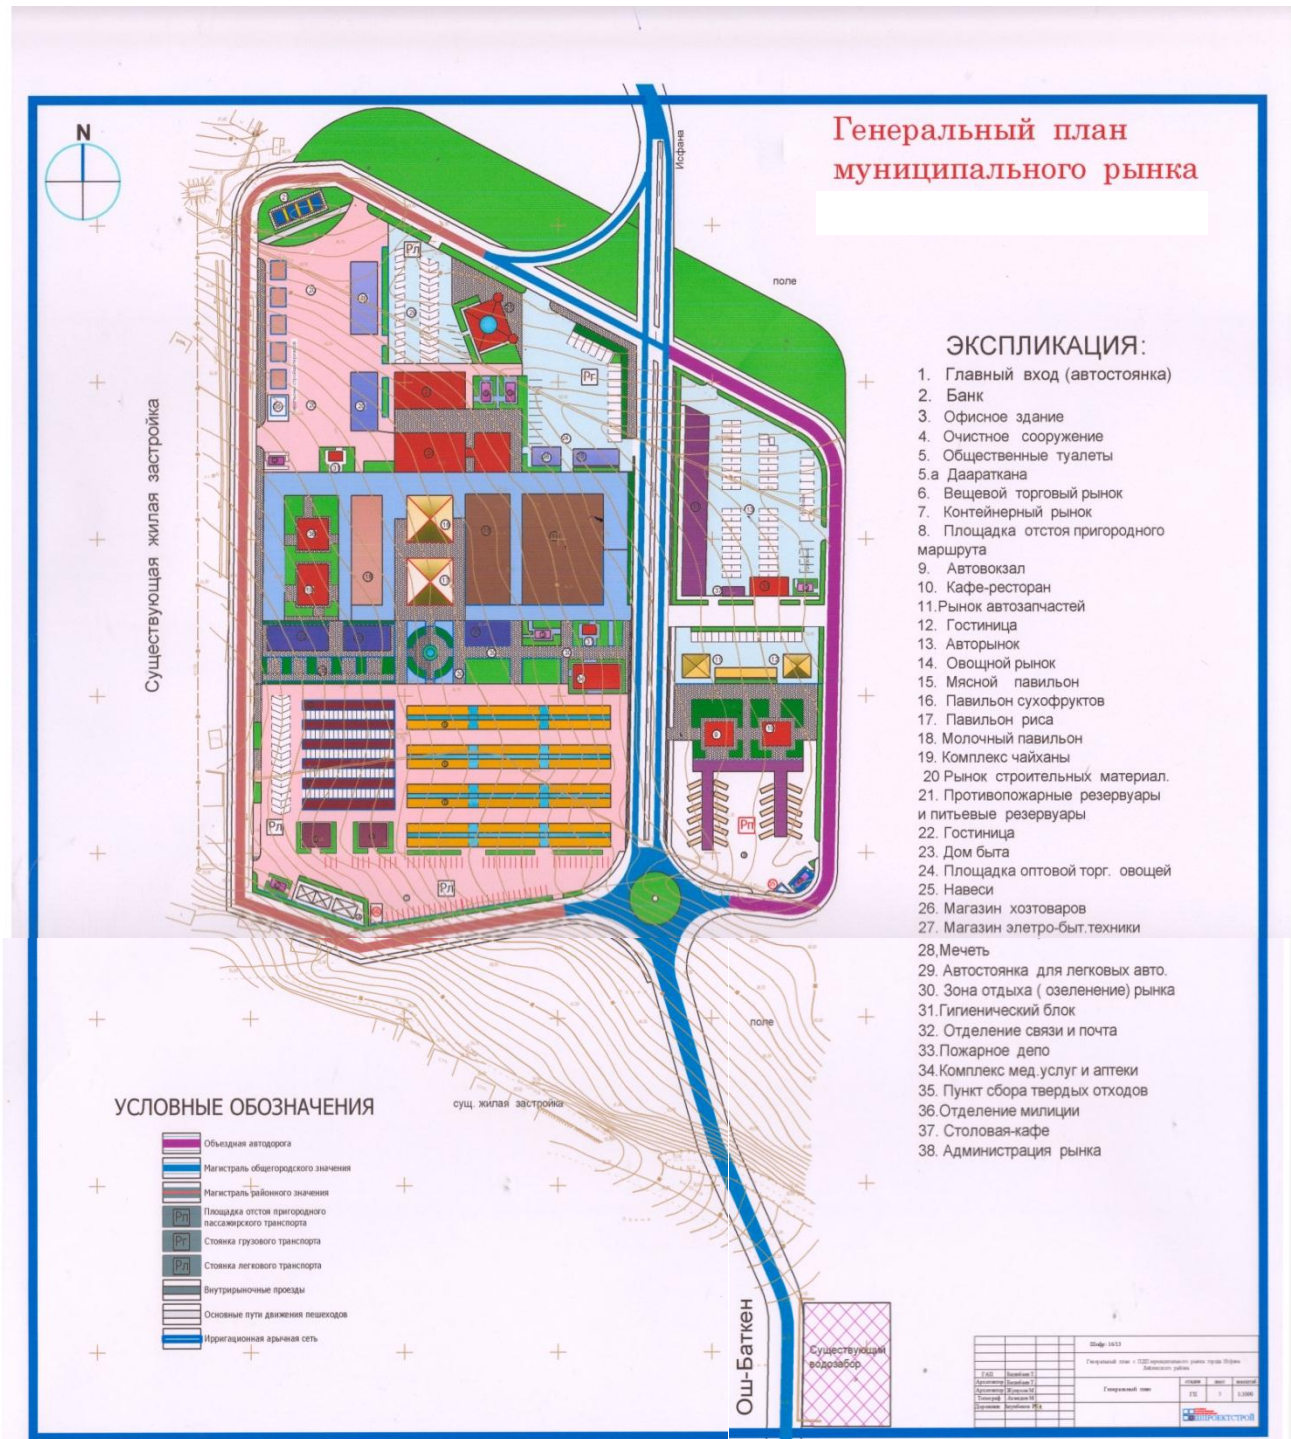 N
Генеральный план
муниципального рынка
Исфана
поле
Существующая жилая застройка
Рл
Рг
Рл
Рп
Рл
ЭКСПЛИКАЦИЯ:
1. Главный вход (автостоянка)
2. Банк
3. Офисное здание
4. Очистное сооружение
5. Общественные туалеты
5.а Даараткана
6. Вещевой торговый рынок
7. Контейнерный рынок
8. Площадка отстоя пригородного
маршрута
9. Автовокзал
10. Кафе-ресторан
11.Рынок автозапчастей
12. Гостиница
13. Авторынок
14. Овощной рынок
15. Мясной павильон
16. Павильон сухофруктов
17. Павильон риса
18. Молочный павильон
19. Комплекс чайханы
20 Рынок строительных материал.
21. Противопожарные резервуары
и питьевые резервуары
22. Гостиница
23. Дом быта
24. Площадка оптовой торг. овощей
25. Навеси
26. Магазин хозтоваров
27. Магазин элетро-быт.техники
28,Мечеть
29. Автостоянка для легковых авто.
30. Зона отдыха ( озеленение) рынка
31.Гигиенический блок
32. Отделение связи и почта
33.Пожарное депо
34.Комплекс мед.услуг и аптеки
35. Пункт сбора твердых отходов
36.Отделение милиции
37. Столовая-кафе
38. Администрация рынка
поле
сущ. жилая застройка
УСЛОВНЫЕ ОБОЗНАЧЕНИЯ
Объездная автодорога
Магистраль общегородского значения
Магистраль районного значения
Рп Площадка отстоя пригородного
пассажирского транспорта
Рг Стоянка грузового транспорта
Рл Стоянка легкового транспорта
Внутрирыночные проезды
Основные пути движения пешеходов
Ирригационная арычная сеть
Ош-Баткен
Существующий
водозабор
Генеральный план
ГАП
Архитектор
Архитектор